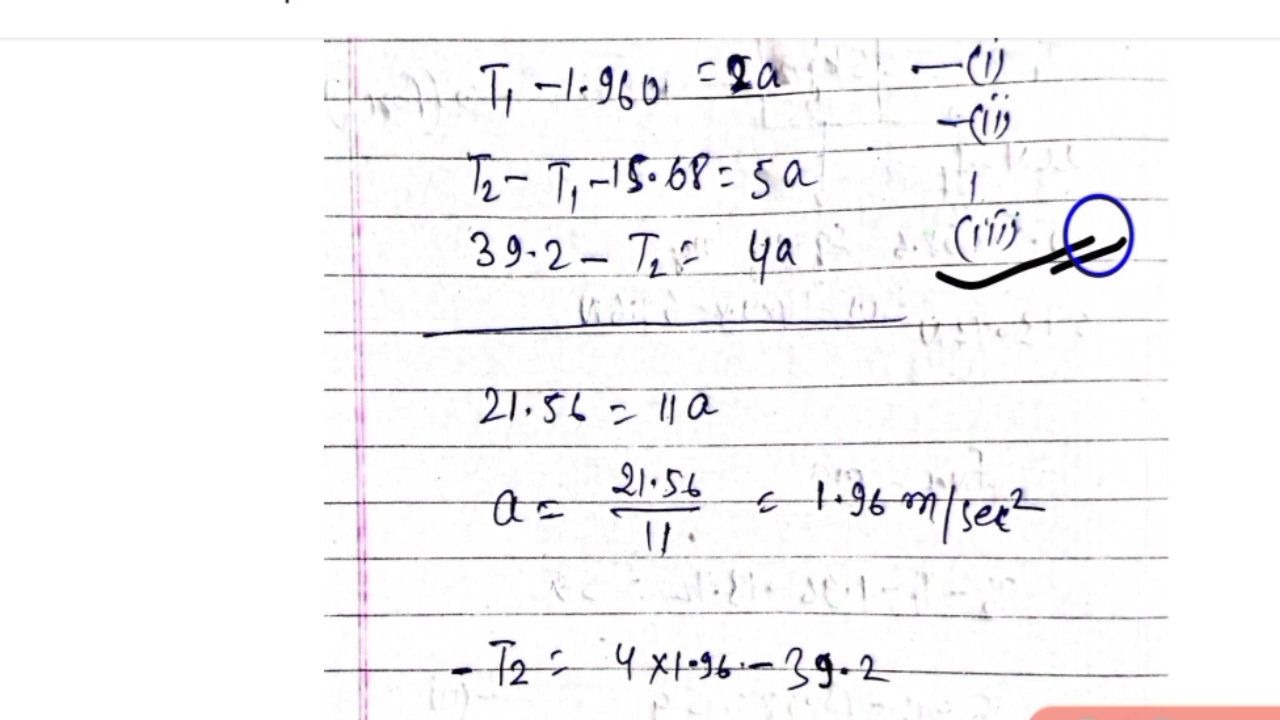 T₁ - 1.960 = 2a —(i)
—(ii)
T₂ - T₁ - 15.68 = 5a
39.2 - T₂ = 4a (iii)
21.56 = 11a
a = 21.56/11 = 1.96 m/sec²
- T₂ = 4×1.96 - 39.2